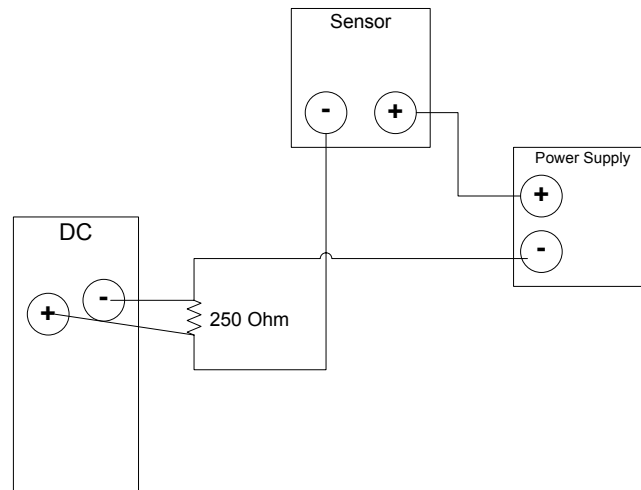 Sensor
-
+
Power Supply
+
-
DC
-
+
250 Ohm